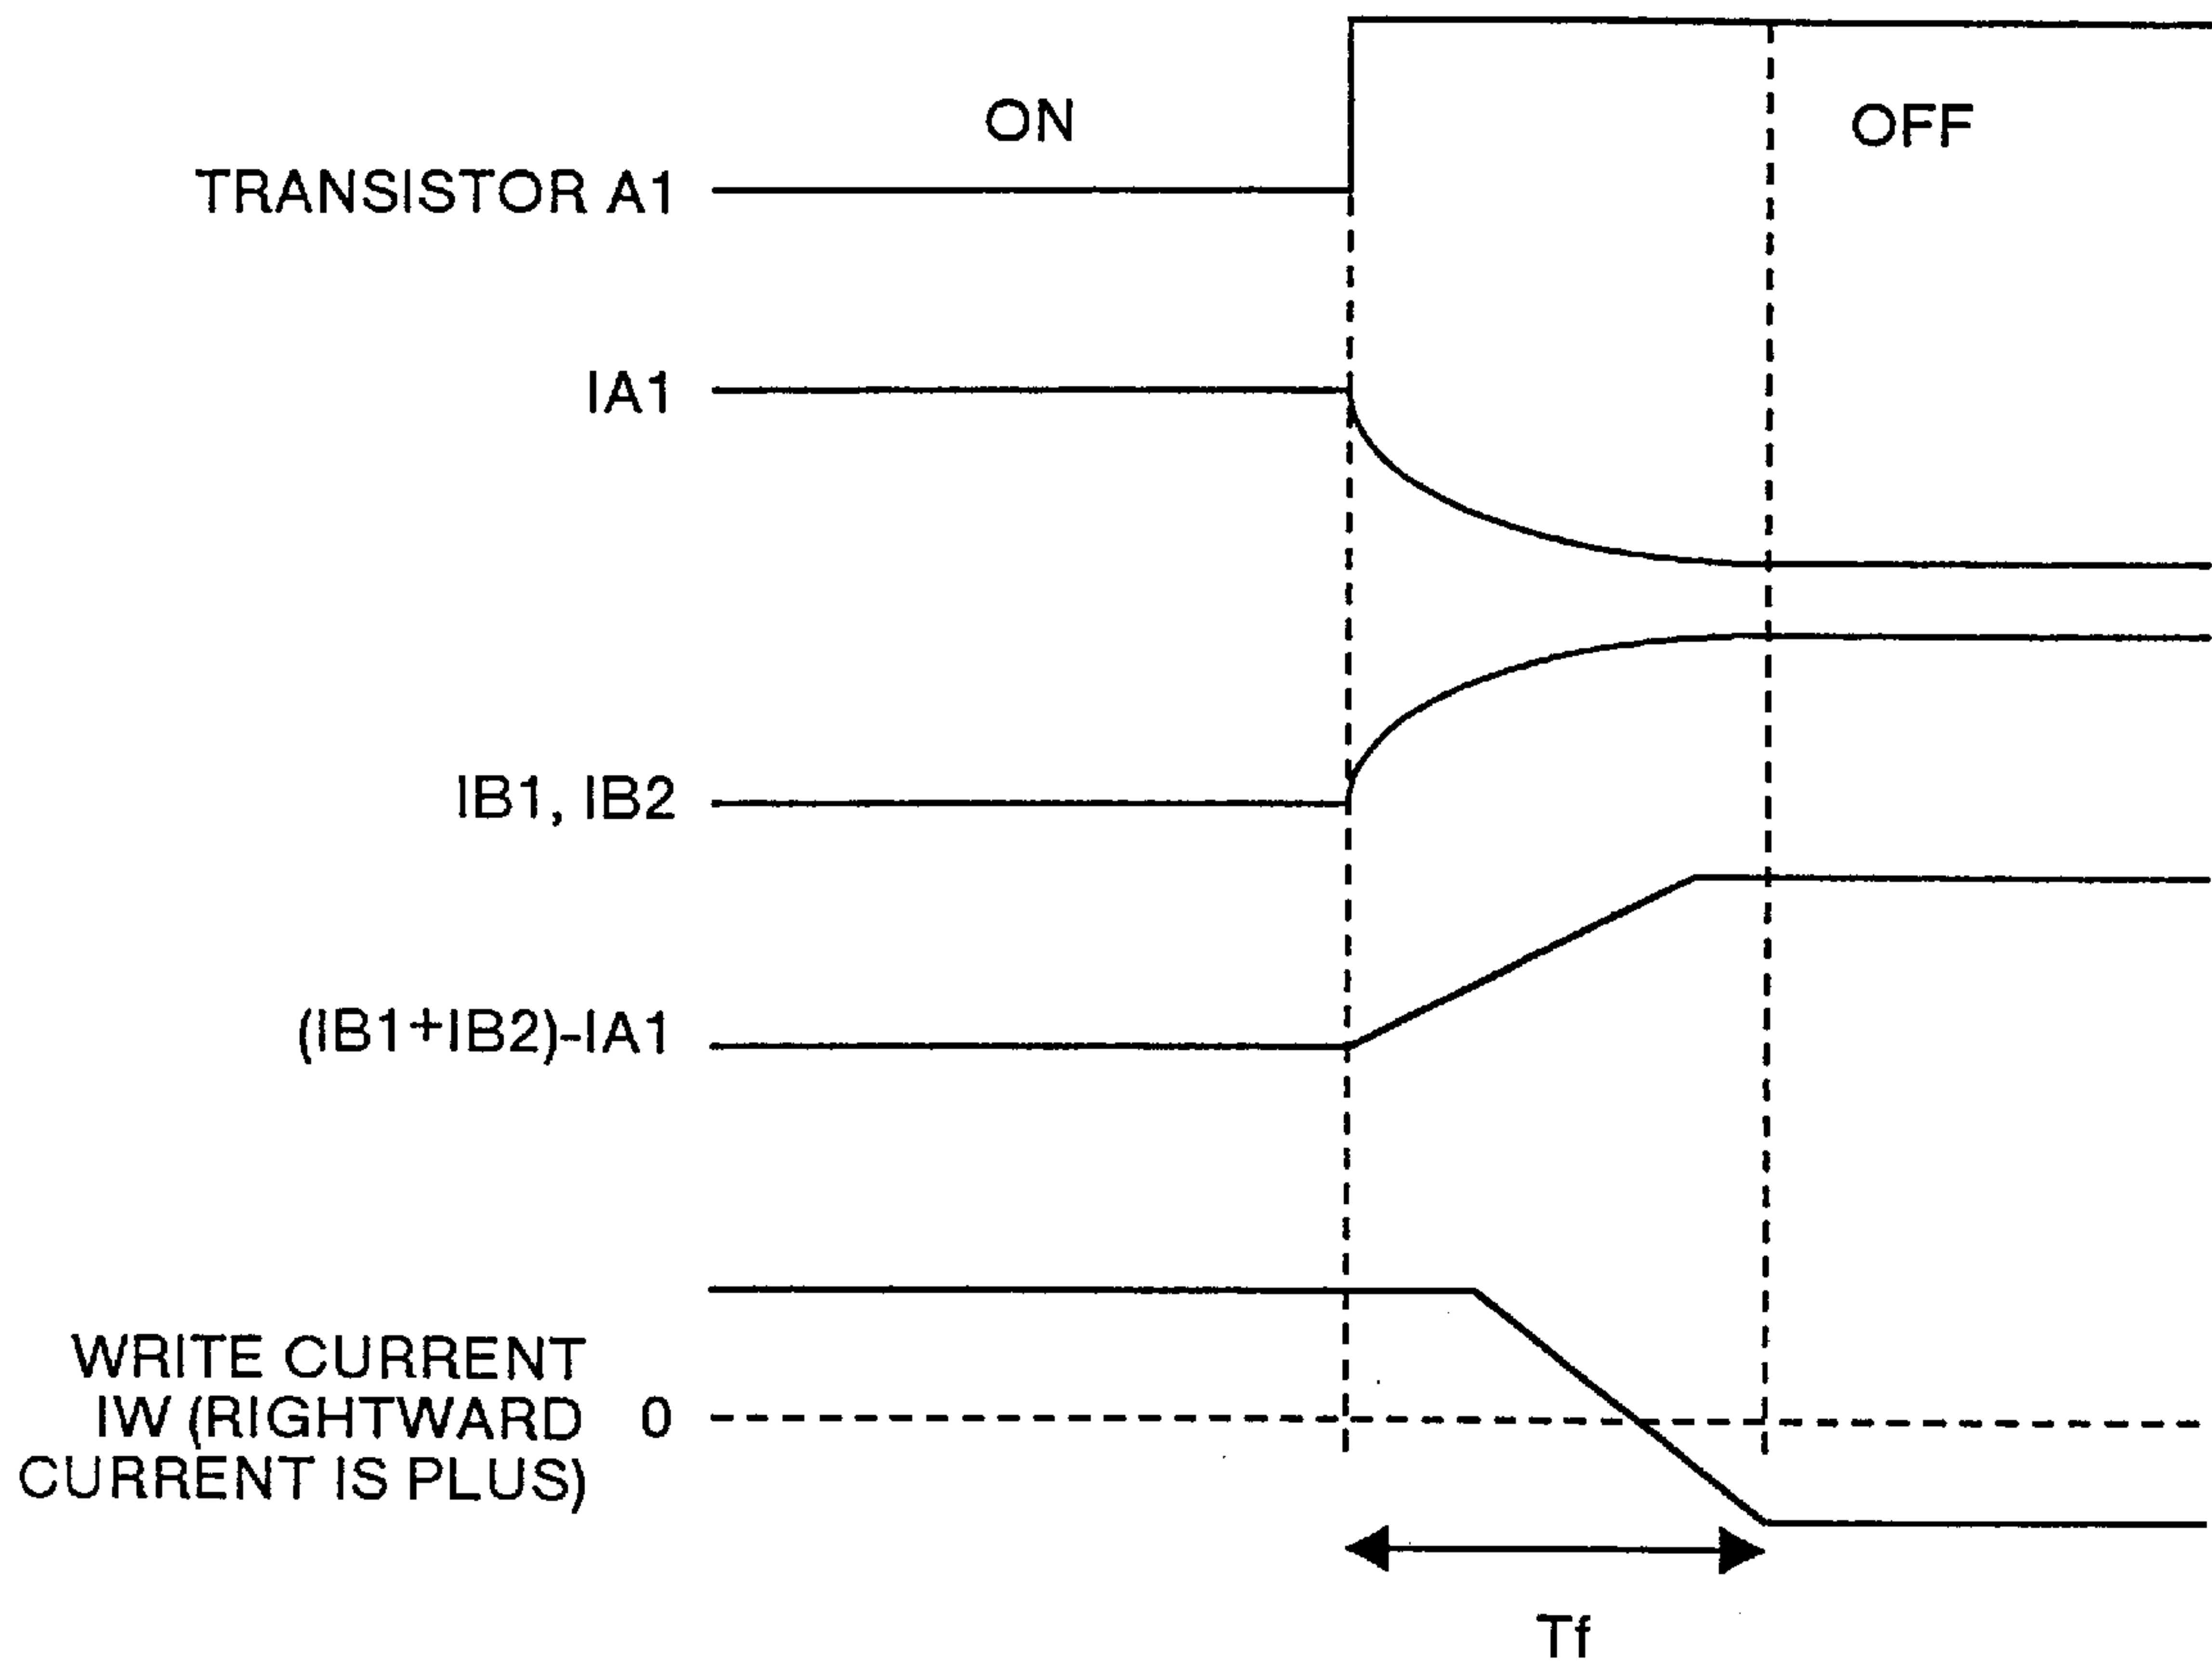 ON
OFF
TRANSISTOR A1
IA1
IB1, IB2
(IB1+IB2)-IA1
WRITE CURRENT
IW (RIGHTWARD 0
CURRENT IS PLUS)
Tf